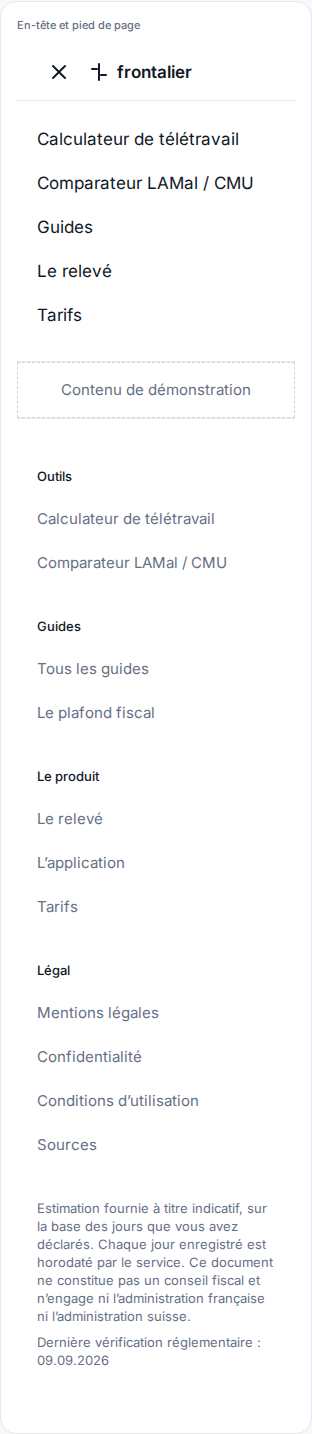 En-tête et pied de page
frontalier
Calculateur de télétravail
Comparateur LAMal / CMU
Guides
Le relevé
Tarifs
Contenu de démonstration
Outils
Calculateur de télétravail
Comparateur LAMal / CMU
Guides
Tous les guides
Le plafond fiscal
Le produit
Le relevé
L’application
Tarifs
Légal
Mentions légales
Confidentialité
Conditions d’utilisation
Sources
Estimation fournie à titre indicatif, sur
la base des jours que vous avez
déclarés. Chaque jour enregistré est
horodaté par le service. Ce document
ne constitue pas un conseil fiscal et
n’engage ni l’administration française
ni l’administration suisse.
Dernière vérification réglementaire :
09.09.2026